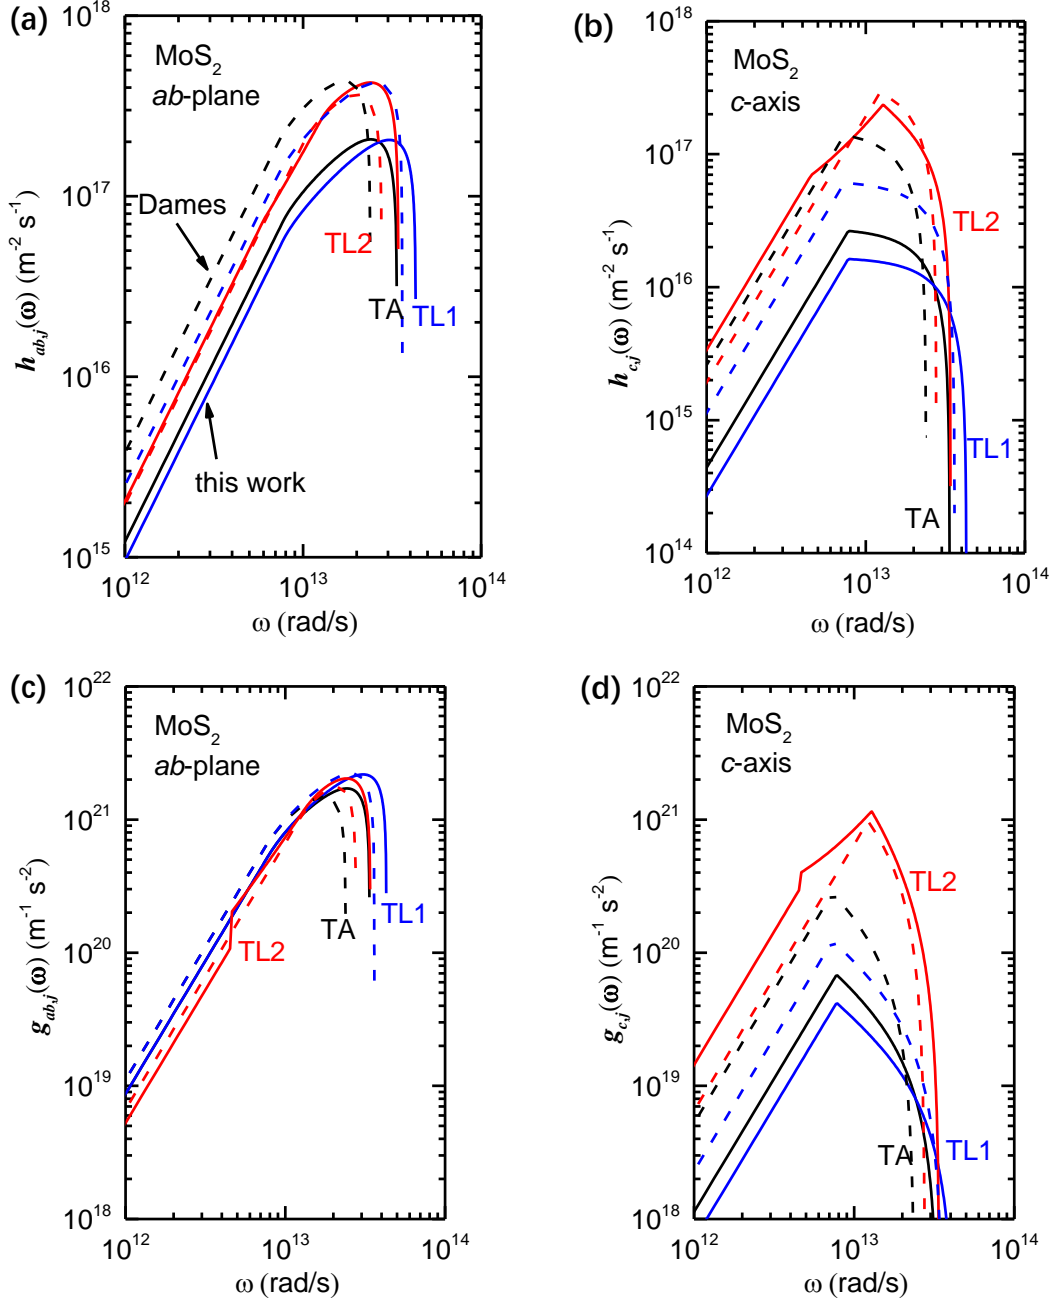 (a)
10^18
MoS_2
ab-plane
10^17
Dames
TL2
TA
TL1
10^16
this work
10^15
10^12 10^13 10^14
ω (rad/s)
h_ab,j(ω) (m^-2 s^-1)
(b)
10^18
MoS_2
c-axis
10^17
TL2
10^16
10^15
TL1
TA
10^14
10^12 10^13 10^14
ω (rad/s)
h_c,j(ω) (m^-2 s^-1)
(c)
10^22
MoS_2
ab-plane
10^21
TL1
TA
10^20
TL2
10^19
10^18
10^12 10^13 10^14
ω (rad/s)
g_ab,j(ω) (m^-1 s^-2)
(d)
10^22
MoS_2
c-axis
10^21
TL2
10^20
10^19
TA
TL1
10^18
10^12 10^13 10^14
ω (rad/s)
g_c,j(ω) (m^-1 s^-2)